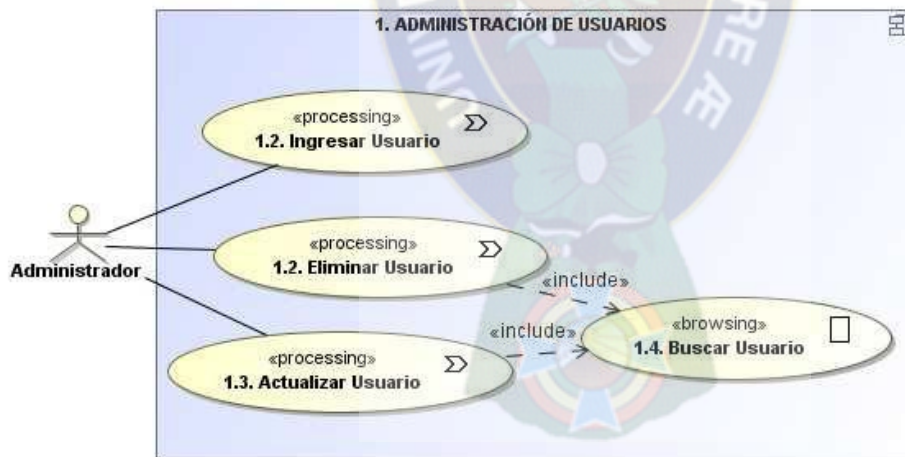 1. ADMINISTRACIÓN DE USUARIOS
«processing»
1.2. Ingresar Usuario
Administrador
«processing»
1.2. Eliminar Usuario
«include»
«include»
«browsing»
1.4. Buscar Usuario
«processing»
1.3. Actualizar Usuario